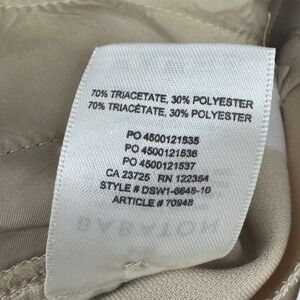 70% TRIACETATE, 30% POLYESTER
70% TRIACÉTATE, 30% POLYESTER
PO 4500121535
PO 4500121536
PO 4500121537
CA 23725 RN 122354
STYLE # DSW1-6648-10
ARTICLE # 70948
BABATON